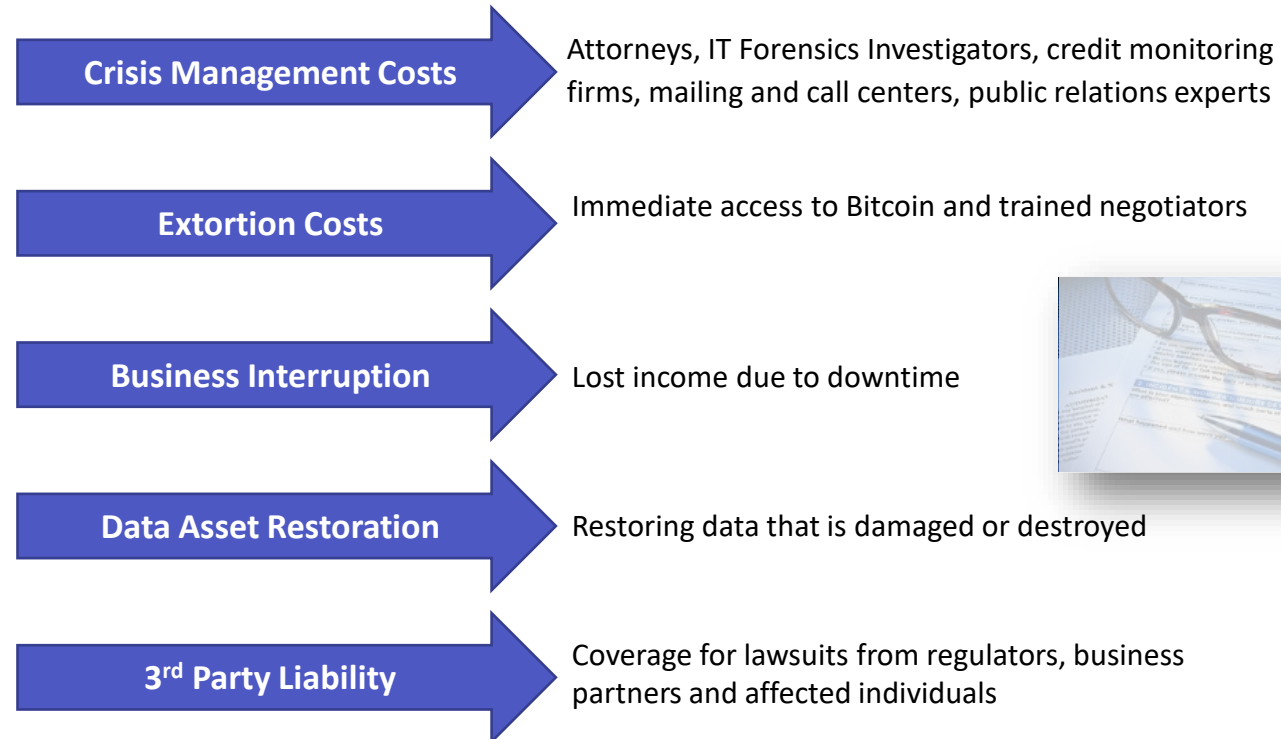 Crisis Management Costs
Attorneys, IT Forensics Investigators, credit monitoring
firms, mailing and call centers, public relations experts
Extortion Costs
Immediate access to Bitcoin and trained negotiators
Business Interruption
Lost income due to downtime
Data Asset Restoration
Restoring data that is damaged or destroyed
3rd Party Liability
Coverage for lawsuits from regulators, business
partners and affected individuals